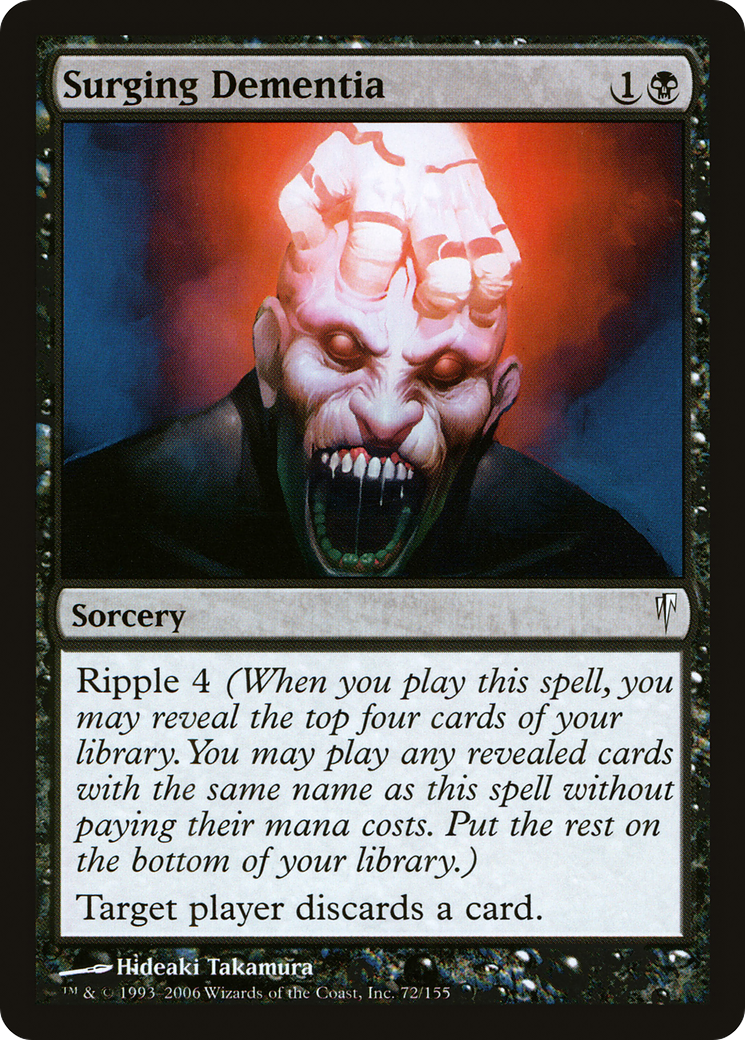 Surging Dementia 1
Sorcery
Ripple 4 (When you play this spell, you
may reveal the top four cards of your
library. You may play any revealed cards
with the same name as this spell without
paying their mana costs. Put the rest on
the bottom of your library.)
Target player discards a card.
Hideaki Takamura
™ & © 1993–2006 Wizards of the Coast, Inc. 72/155